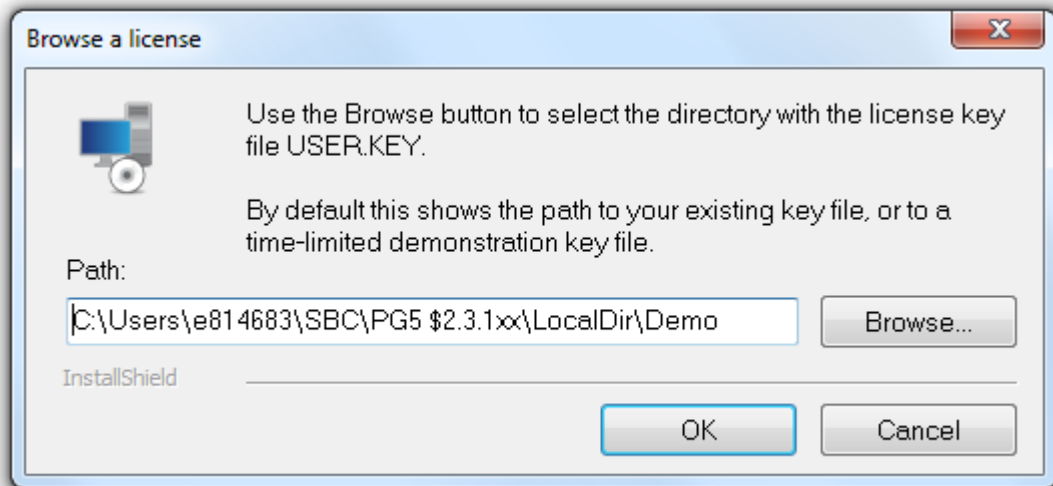 Browse a license
Use the Browse button to select the directory with the license key
file USER.KEY.
By default this shows the path to your existing key file, or to a
time-limited demonstration key file.
Path:
C:\Users\e814683\SBC\PG5 $2.3.1xx\LocalDir\Demo
Browse...
InstallShield
OK
Cancel